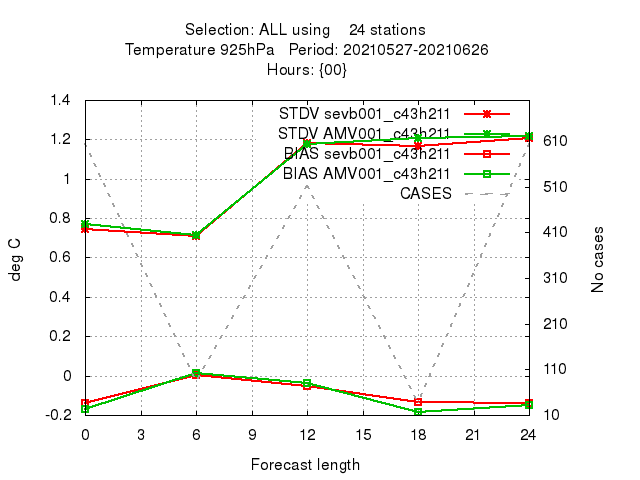 Selection: ALL using 24 stations
Temperature 925hPa Period: 20210527-20210626
Hours: {00}
STDV sevb001_c43h211
STDV AMV001_c43h211
BIAS sevb001_c43h211
BIAS AMV001_c43h211
CASES
1.4
1.2
1
0.8
0.6
0.4
0.2
0
-0.2
deg C
610
510
410
310
210
110
10
No cases
0 3 6 9 12 15 18 21 24
Forecast length